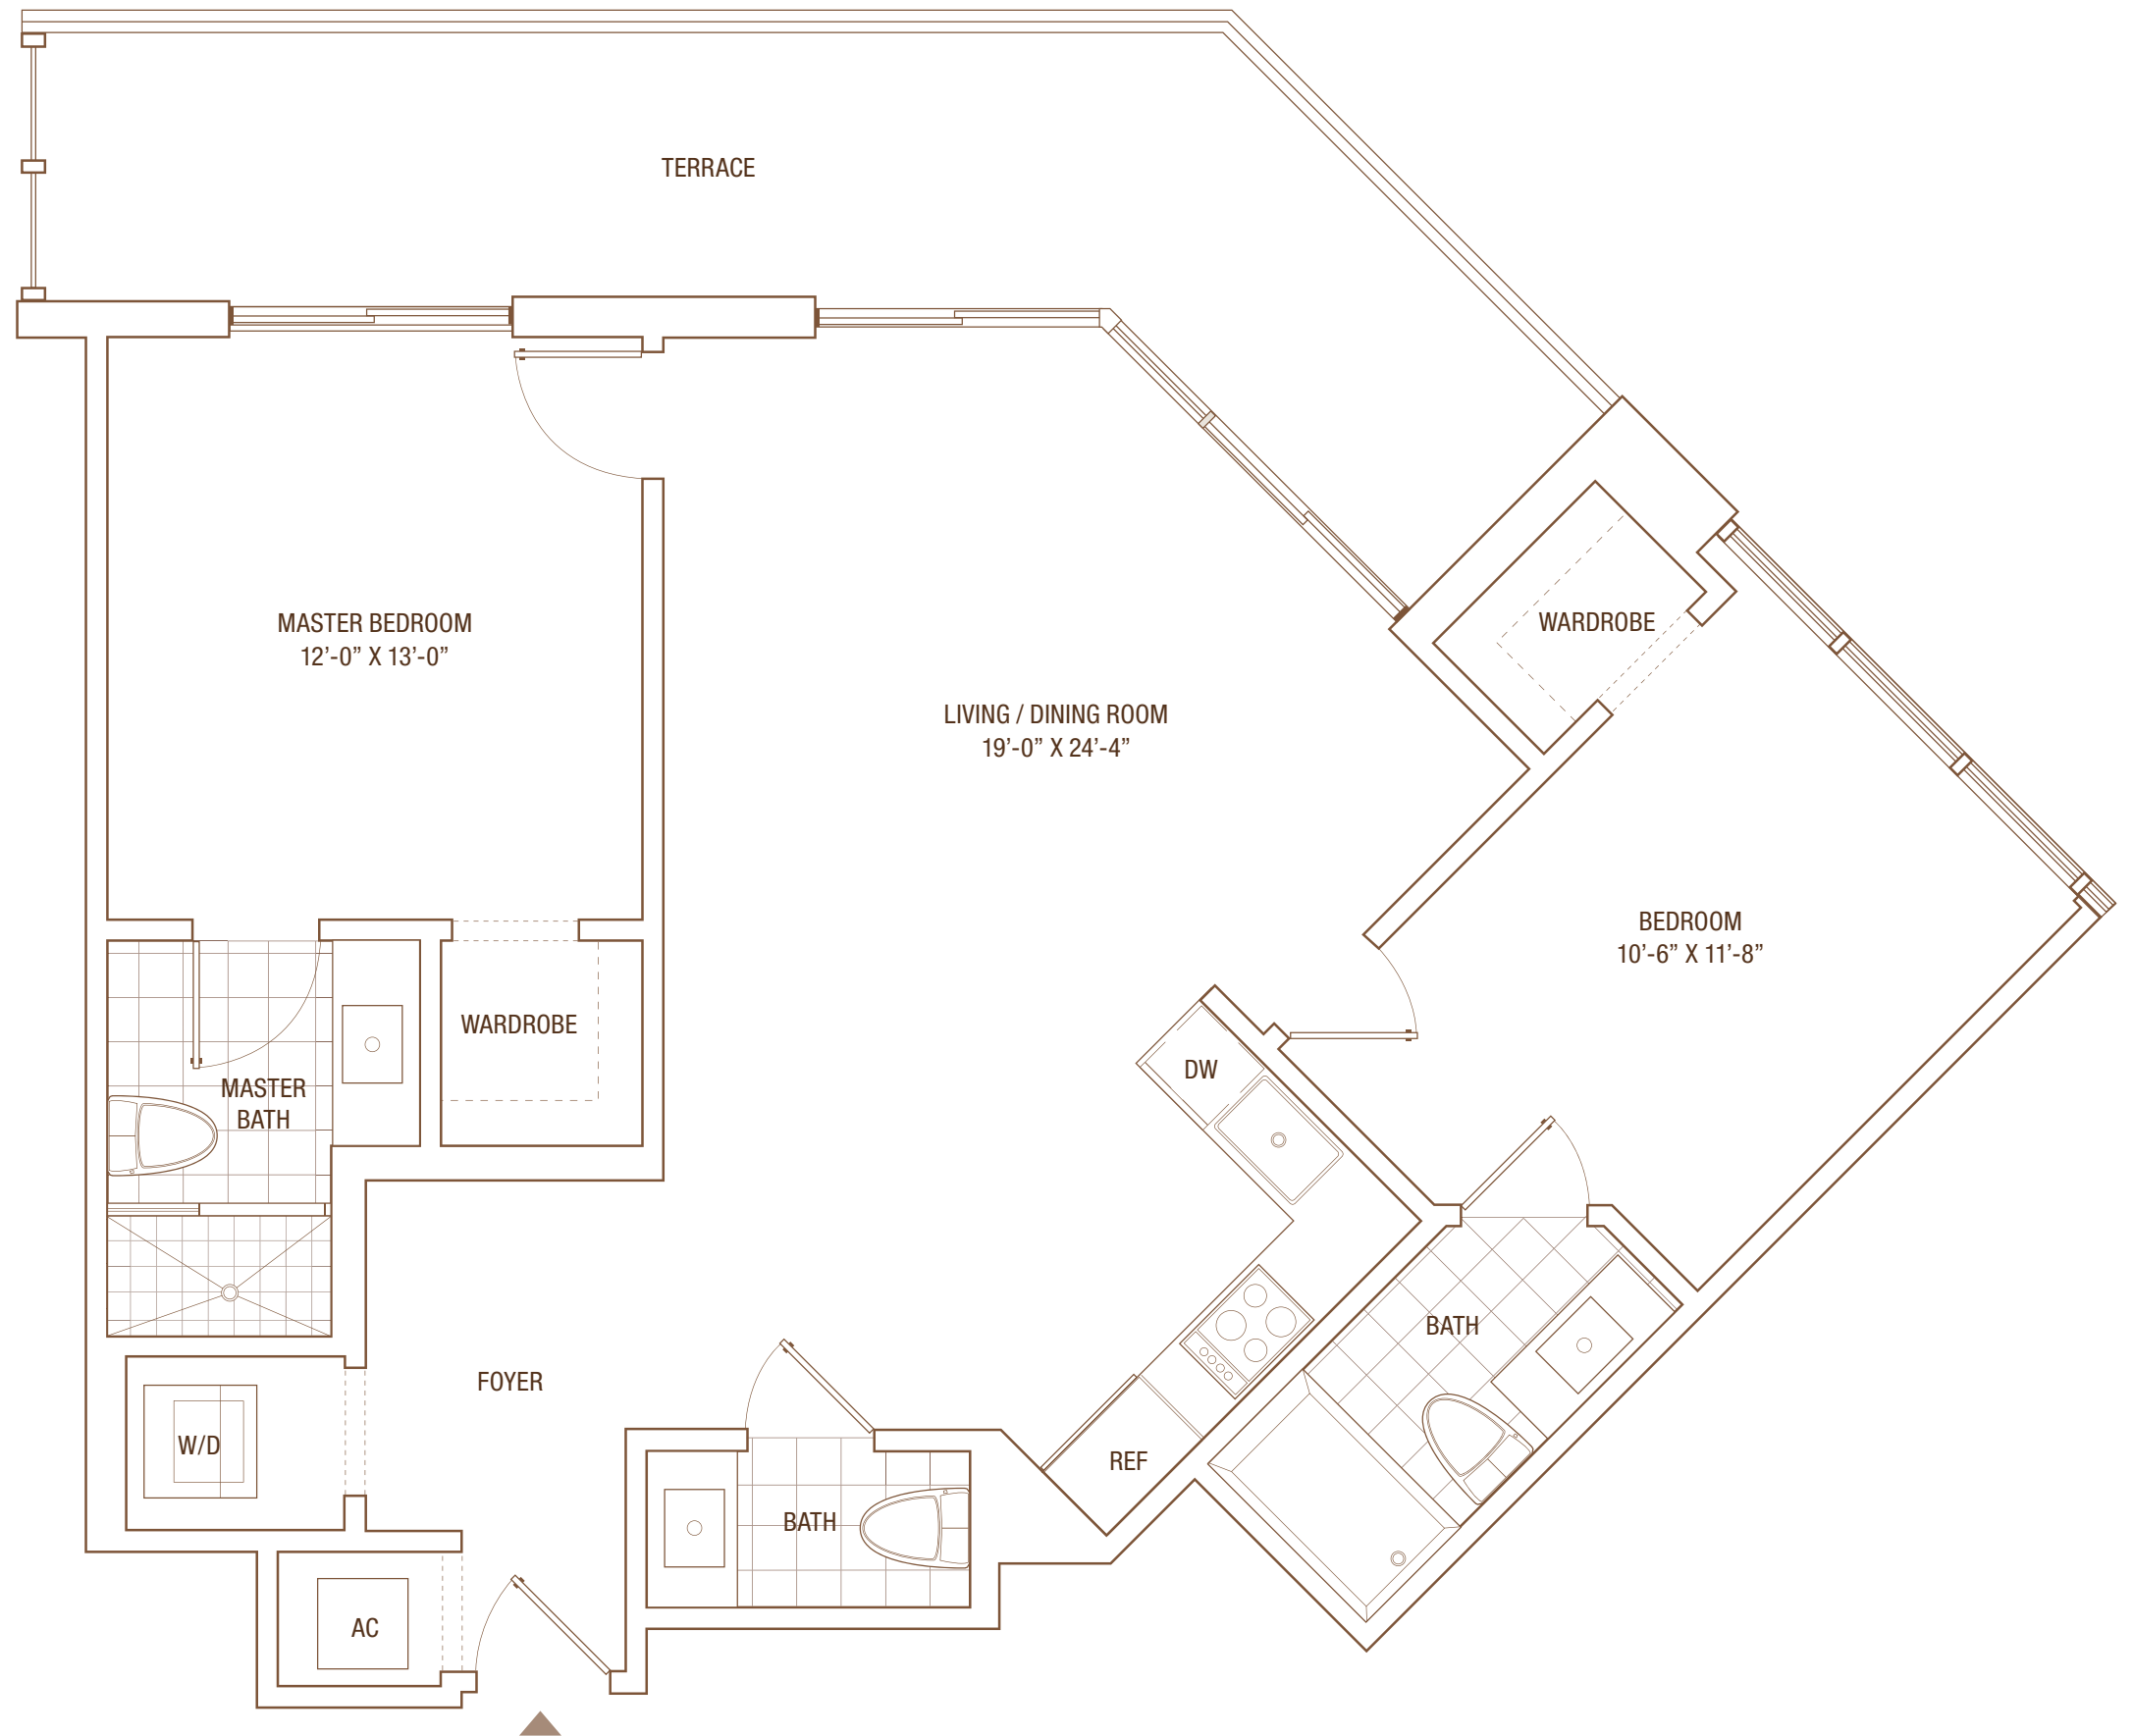 TERRACE
MASTER BEDROOM
12’-0” X 13’-0”
WARDROBE
LIVING / DINING ROOM
19’-0” X 24’-4”
BEDROOM
10’-6” X 11’-8”
WARDROBE
DW
MASTER
BATH
BATH
FOYER
W/D
REF
BATH
AC